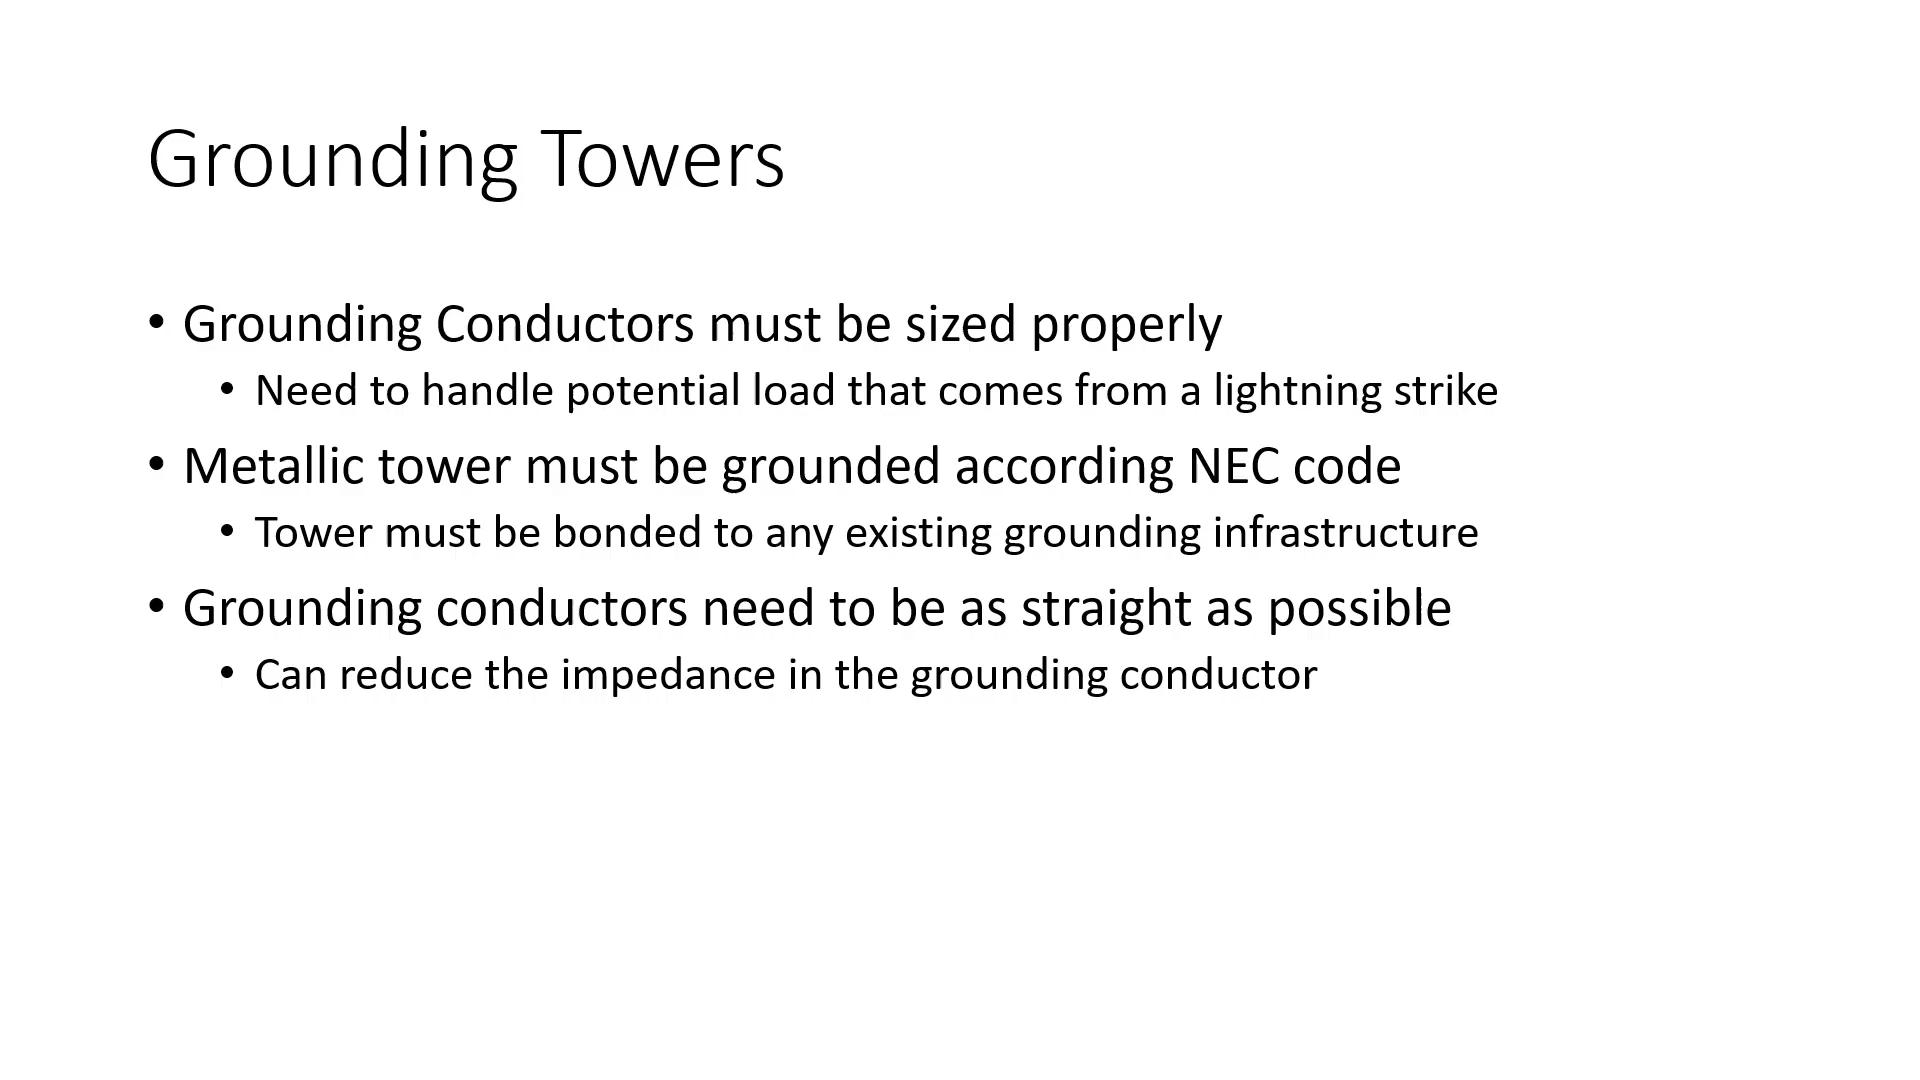 Grounding Towers
• Grounding Conductors must be sized properly
• Need to handle potential load that comes from a lightning strike
• Metallic tower must be grounded according NEC code
• Tower must be bonded to any existing grounding infrastructure
• Grounding conductors need to be as straight as possible
• Can reduce the impedance in the grounding conductor